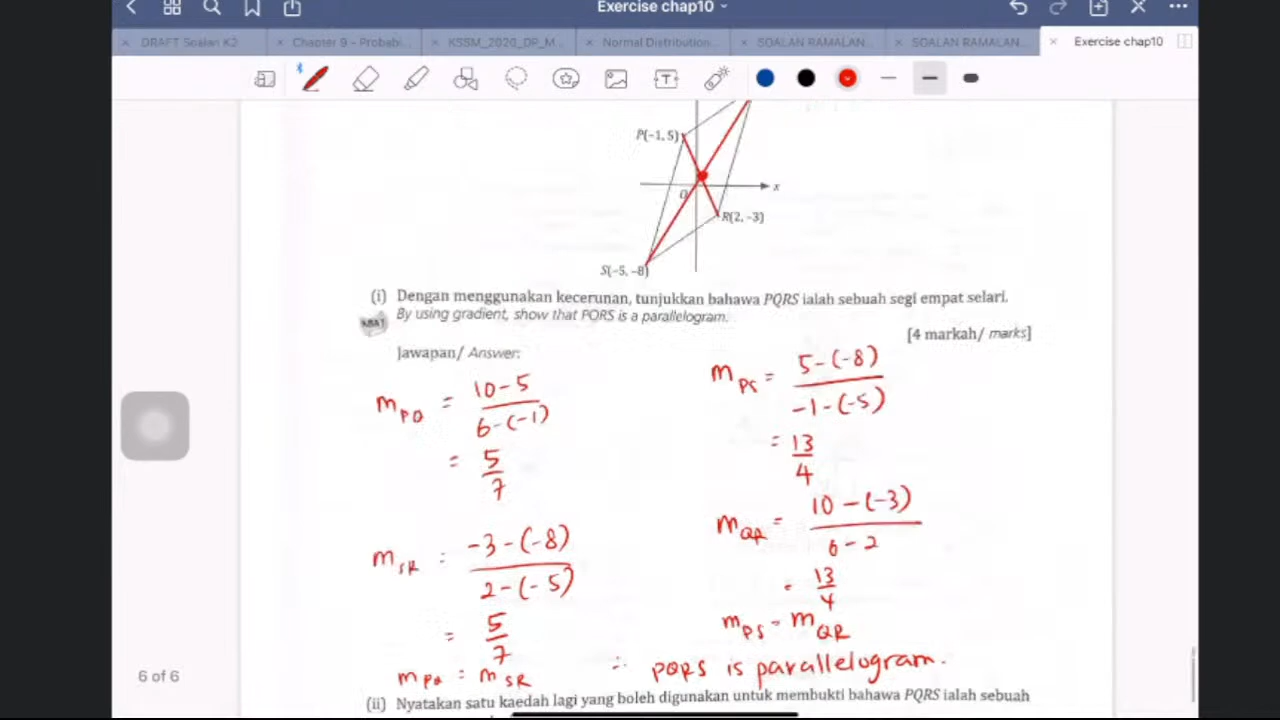 Exercise chap10
DRAFT Soalan K2
Chapter 9 - Probabi...
KSSM_2020_DP_M...
Normal Distribution...
SOALAN RAMALAN...
SOALAN RAMALAN...
Exercise chap10
P(−1, 5)
O
x
R(2, −3)
S(−5, −8)
(i) Dengan menggunakan kecerunan, tunjukkan bahawa PQRS ialah sebuah segi empat selari.
By using gradient, show that PQRS is a parallelogram.
[4 markah/ marks]
Jawapan/ Answer:
m_PQ = (10-5)/(6-(-1))
= 5/7
m_SR = (-3-(-8))/(2-(-5))
= 5/7
m_PQ = m_SR
m_PS = (5-(-8))/(-1-(-5))
= 13/4
m_QR = (10-(-3))/(6-2)
= 13/4
m_PS = m_QR
∴ PQRS is parallelogram.
6 of 6
(ii) Nyatakan satu kaedah lagi yang boleh digunakan untuk membukti bahawa PQRS ialah sebuah